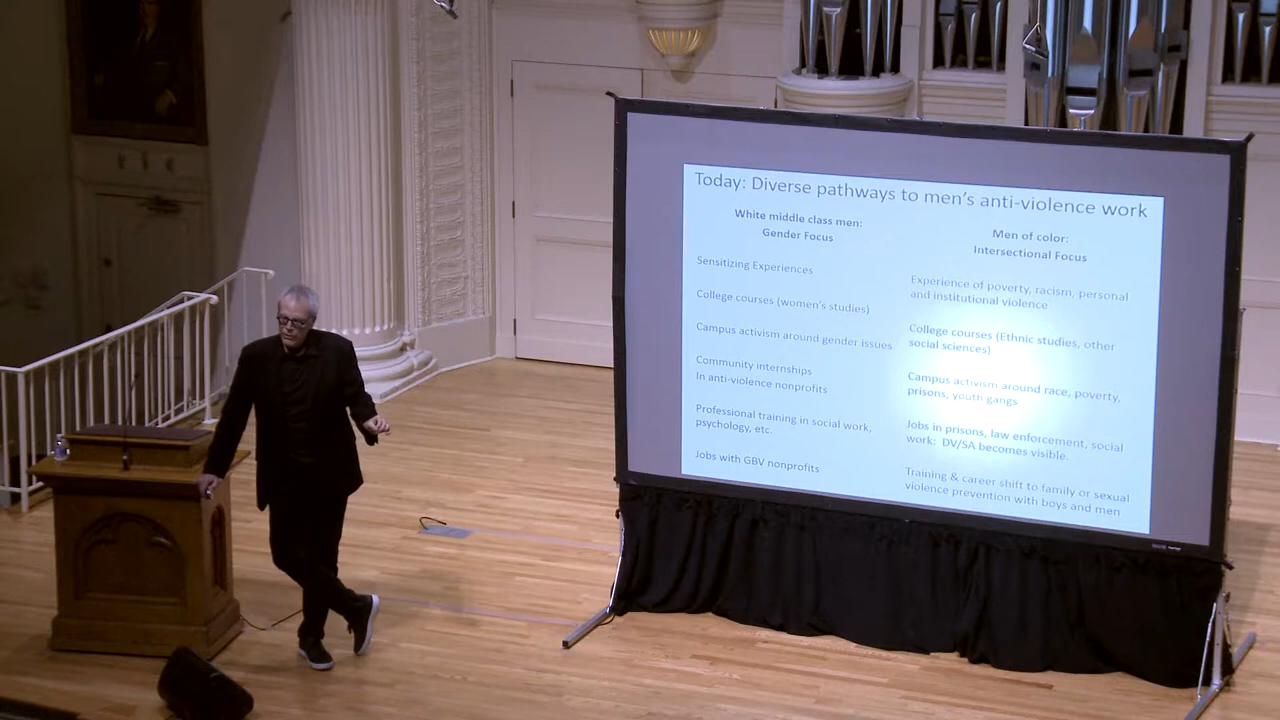 Today: Diverse pathways to men's anti-violence work
White middle class men:
Gender Focus
Sensitizing Experiences
College courses (women's studies)
Campus activism around gender issues
Community internships
In anti-violence nonprofits
Professional training in social work,
psychology, etc.
Jobs with GBV nonprofits
Men of color:
Intersectional Focus
Experience of poverty, racism, personal
and institutional violence
College courses (Ethnic studies, other
social sciences)
Campus activism around race, poverty,
prisons, youth gangs
Jobs in prisons, law enforcement, social
work: DV/SA becomes visible.
Training & career shift to family or sexual
violence prevention with boys and men